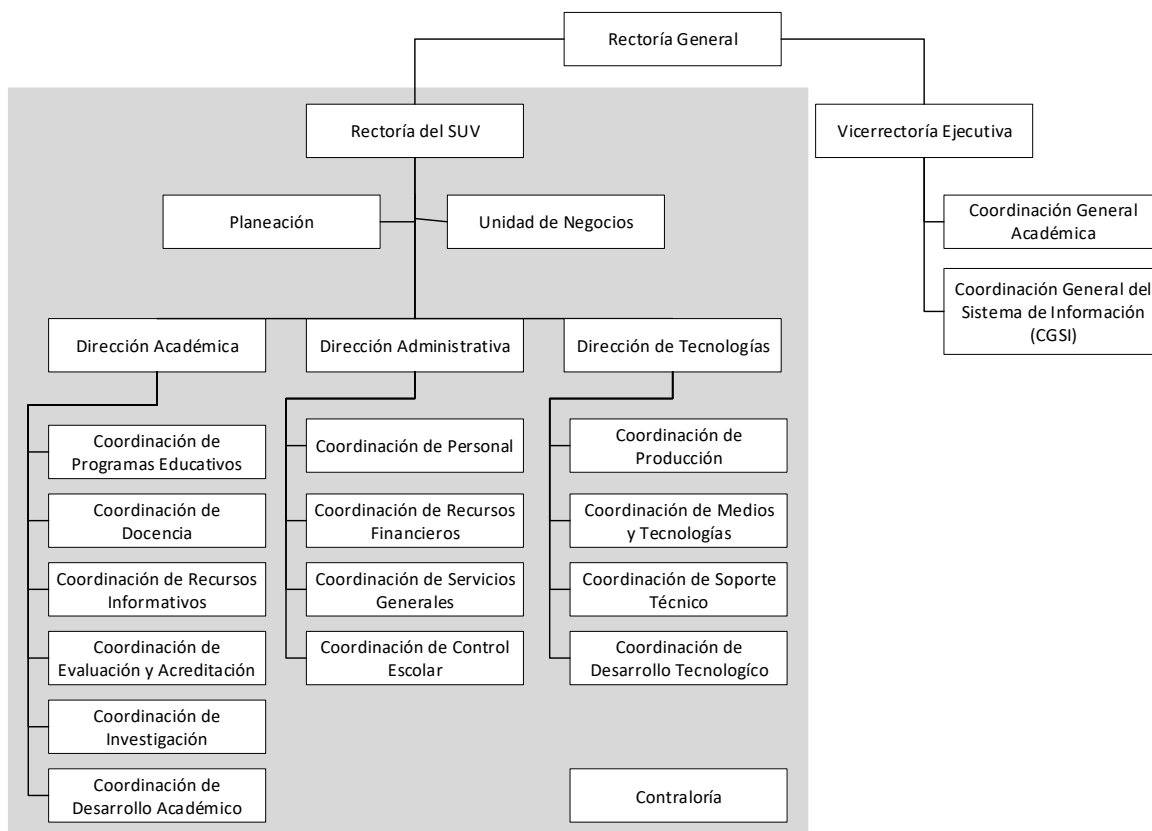 Rectoría General
Rectoría del SUV
Vicerrectoría Ejecutiva
Planeación
Unidad de Negocios
Coordinación General
Académica
Coordinación General del
Sistema de Información
(CGSI)
Dirección Académica
Dirección Administrativa
Dirección de Tecnologías
Coordinación de
Programas Educativos
Coordinación de
Docencia
Coordinación de Recursos
Informativos
Coordinación de
Evaluación y Acreditación
Coordinación de
Investigación
Coordinación de
Desarrollo Académico
Coordinación de Personal
Coordinación de Recursos
Financieros
Coordinación de Servicios
Generales
Coordinación de Control
Escolar
Coordinación de
Producción
Coordinación de Medios
y Tecnologías
Coordinación de Soporte
Técnico
Coordinación de
Desarrollo Tecnologíco
Contraloría